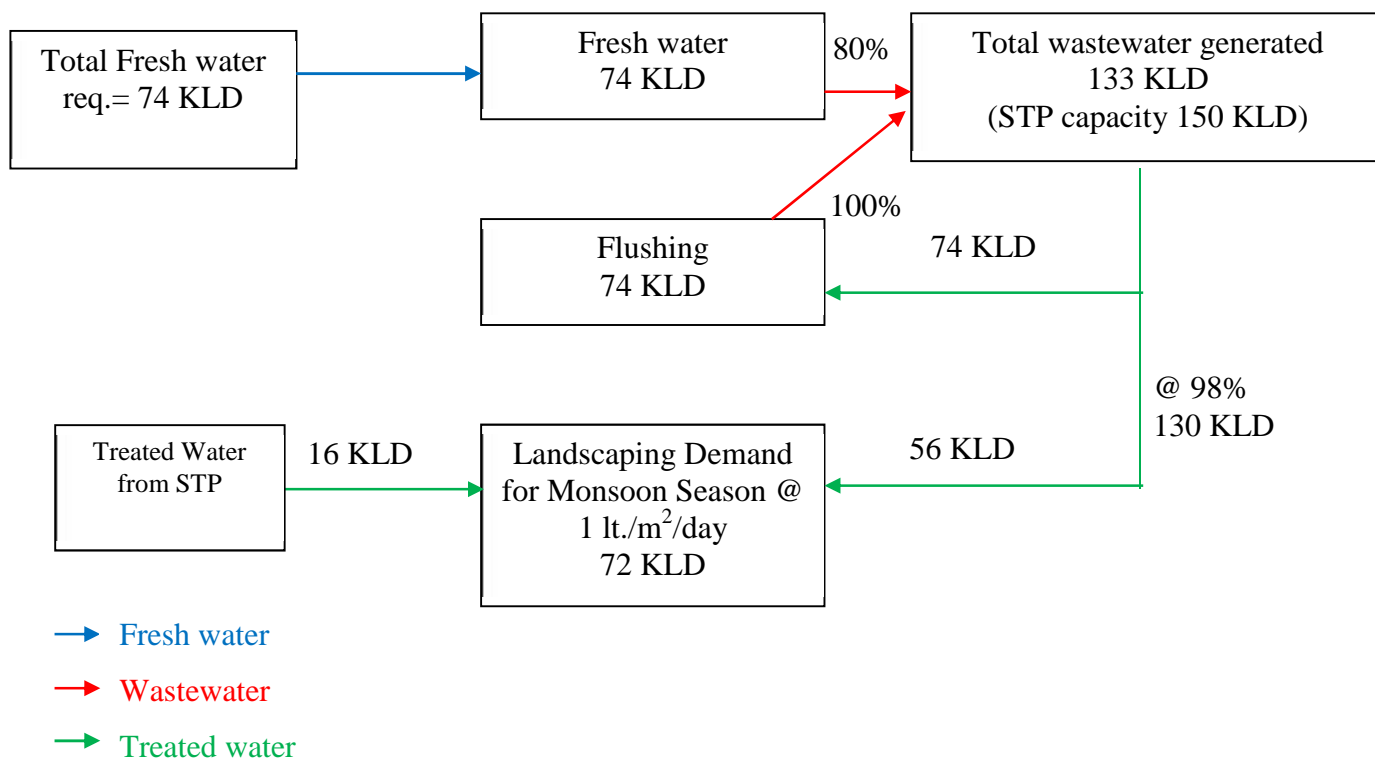 Total Fresh water
req.= 74 KLD
Fresh water
74 KLD
80%
Total wastewater generated
133 KLD
(STP capacity 150 KLD)
100%
Flushing
74 KLD
74 KLD
@ 98%
130 KLD
Treated Water
from STP
16 KLD
Landscaping Demand
for Monsoon Season @
1 lt./m²/day
72 KLD
56 KLD
Fresh water
Wastewater
Treated water